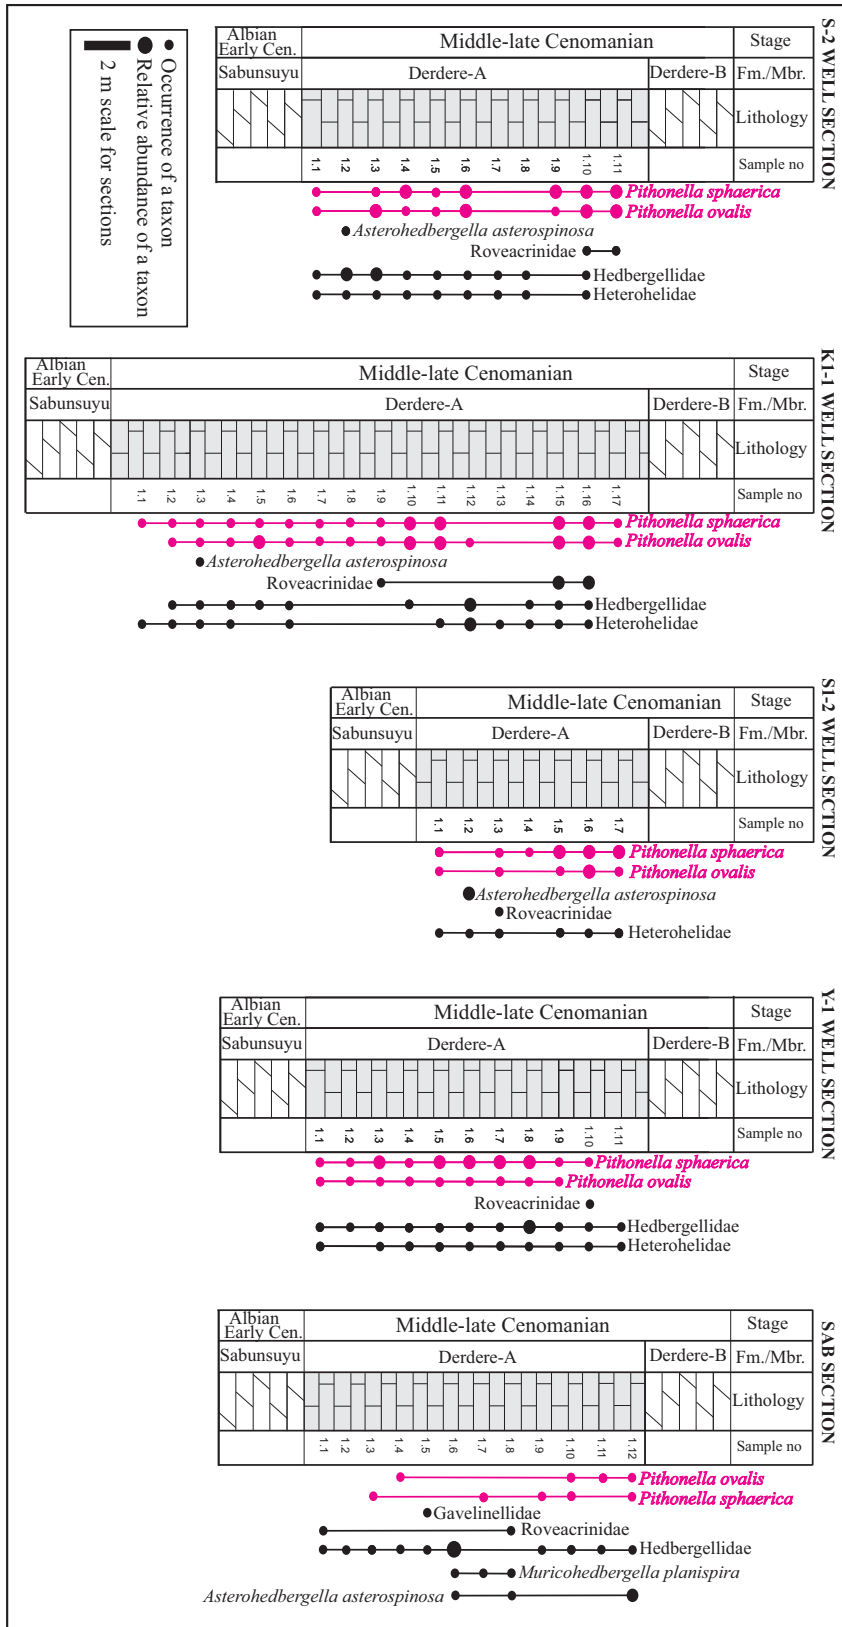 Occurrence of a taxon
Relative abundance of a taxon
2 m scale for sections
S-2 WELL SECTION
Albian
Early Cen.
Middle-late Cenomanian
Stage
Sabunsuyu
Derdere-A
Derdere-B
Fm./Mbr.
Lithology
1.1 1.2 1.3 1.4 1.5 1.6 1.7 1.8 1.9 1.10 1.11
Sample no
Pithonella sphaerica
Pithonella ovalis
Asterohedbergella asterospinosa
Roveacrinidae
Hedbergellidae
Heterohelidae
K1-1 WELL SECTION
Albian
Early Cen.
Middle-late Cenomanian
Stage
Sabunsuyu
Derdere-A
Derdere-B
Fm./Mbr.
Lithology
1.1 1.2 1.3 1.4 1.5 1.6 1.7 1.8 1.9 1.10 1.11 1.12 1.13 1.14 1.15 1.16 1.17
Sample no
Pithonella sphaerica
Pithonella ovalis
Asterohedbergella asterospinosa
Roveacrinidae
Hedbergellidae
Heterohelidae
S1-2 WELL SECTION
Albian
Early Cen.
Middle-late Cenomanian
Stage
Sabunsuyu
Derdere-A
Derdere-B
Fm./Mbr.
Lithology
1.1 1.2 1.3 1.4 1.5 1.6 1.7
Sample no
Pithonella sphaerica
Pithonella ovalis
Asterohedbergella asterospinosa
Roveacrinidae
Heterohelidae
Y-1 WELL SECTION
Albian
Early Cen.
Middle-late Cenomanian
Stage
Sabunsuyu
Derdere-A
Derdere-B
Fm./Mbr.
Lithology
1.1 1.2 1.3 1.4 1.5 1.6 1.7 1.8 1.9 1.10 1.11
Sample no
Pithonella sphaerica
Pithonella ovalis
Roveacrinidae
Hedbergellidae
Heterohelidae
SAB SECTION
Albian
Early Cen.
Middle-late Cenomanian
Stage
Sabunsuyu
Derdere-A
Derdere-B
Fm./Mbr.
Lithology
1.1 1.2 1.3 1.4 1.5 1.6 1.7 1.8 1.9 1.10 1.11 1.12
Sample no
Pithonella ovalis
Pithonella sphaerica
Gavelinellidae
Roveacrinidae
Hedbergellidae
Muricohedbergella planispira
Asterohedbergella asterospinosa